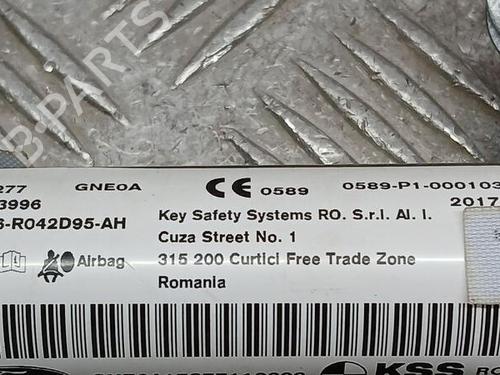 B-PARTS
277 GNE0A CE 0589 0589-P1-000103
3996 2017
-R042D95-AH Key Safety Systems RO. S.r.l. Al. I.
Cuza Street No. 1
Airbag 315 200 Curtici Free Trade Zone
Romania
KSS